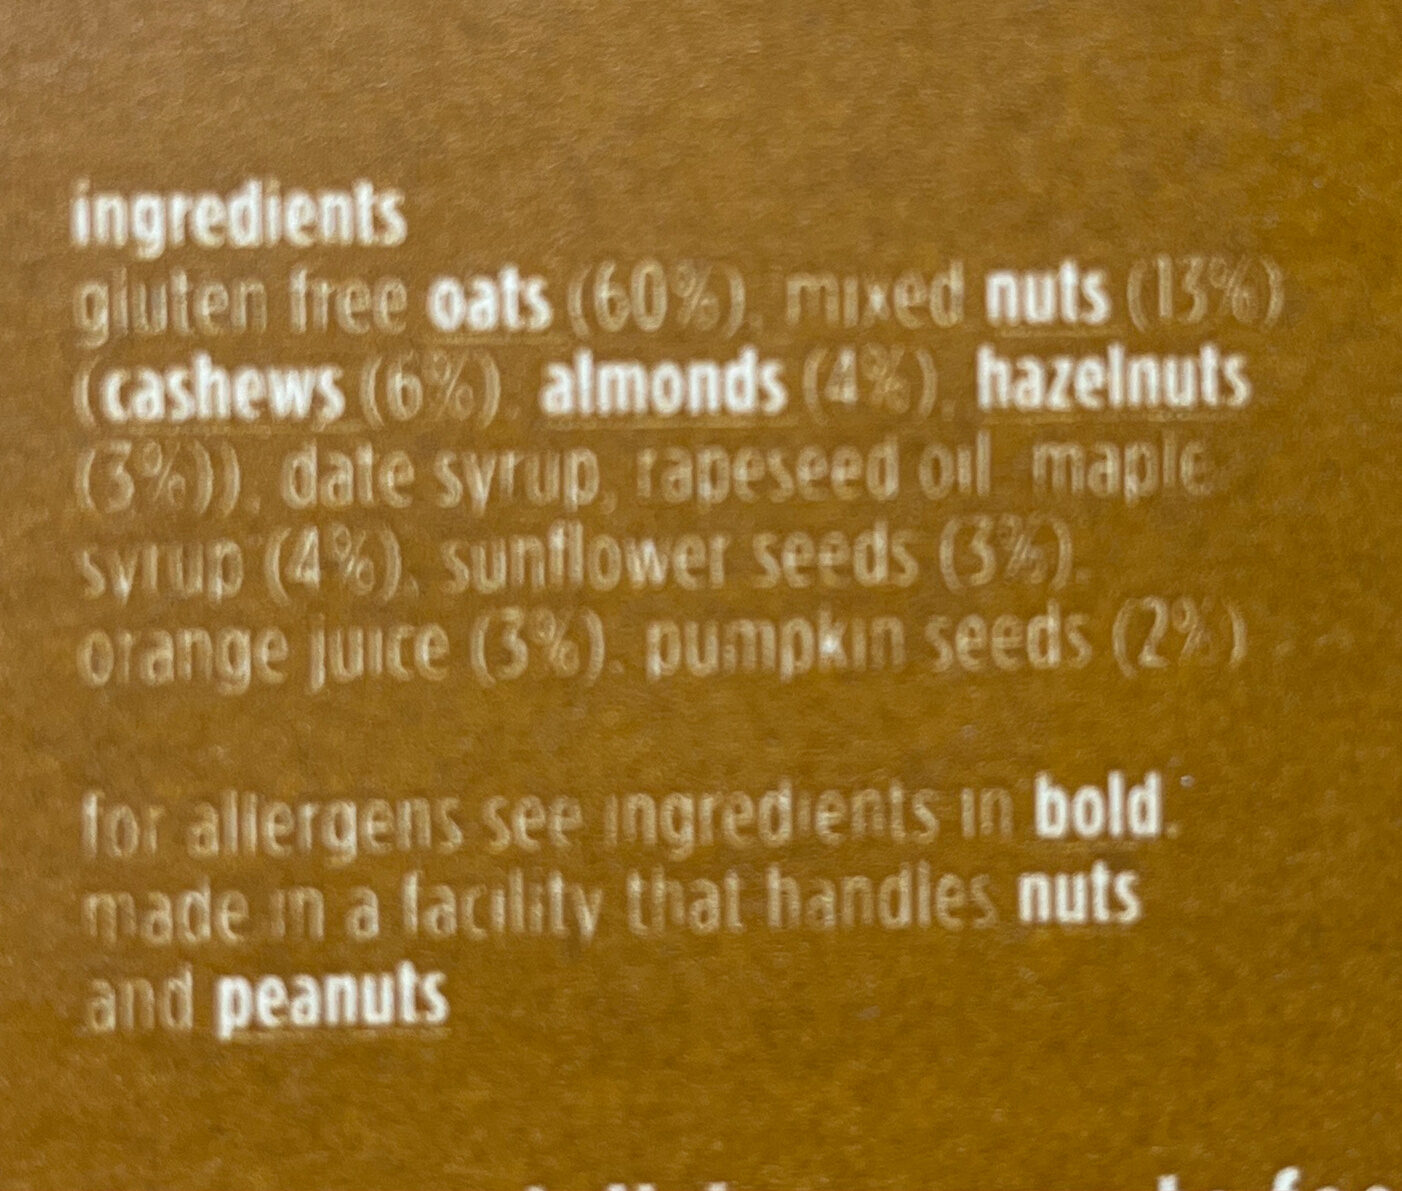 ingredients
gluten free oats (60%), mixed nuts (13%)
(cashews (6%), almonds (4%), hazelnuts
(3%)), date syrup, rapeseed oil, maple
syrup (4%), sunflower seeds (3%),
orange juice (3%), pumpkin seeds (2%)
for allergens see ingredients in bold.
made in a facility that handles nuts
and peanuts